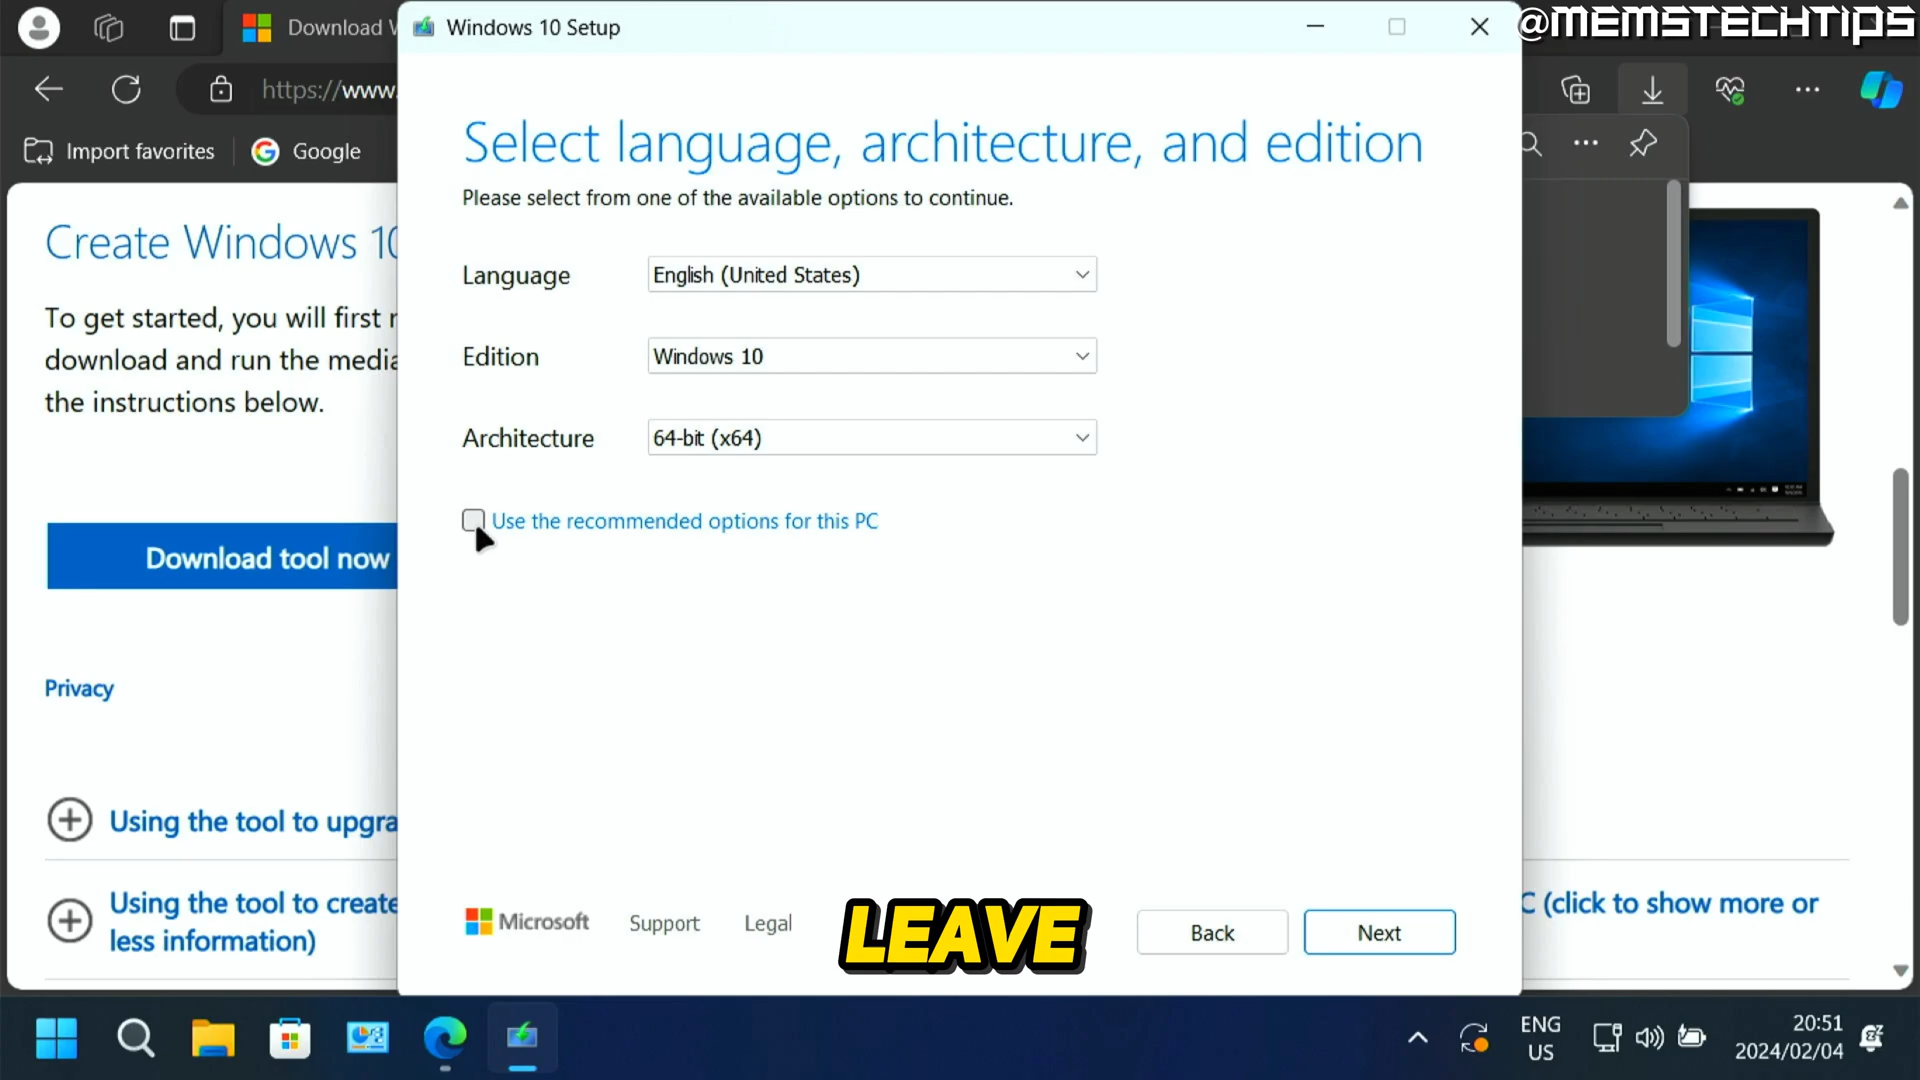 Download
Windows 10 Setup
@MEMSTECHTIPS
https://www.
Import favorites
Google
Select language, architecture, and edition
Please select from one of the available options to continue.
Create Windows 10
To get started, you will first
download and run the media
the instructions below.
Language
English (United States)
Edition
Windows 10
Architecture
64-bit (x64)
Use the recommended options for this PC
Download tool now
Privacy
Using the tool to upgra
Using the tool to create
less information)
C (click to show more or
Microsoft
Support
Legal
LEAVE
Back
Next
ENG
US
20:51
2024/02/04